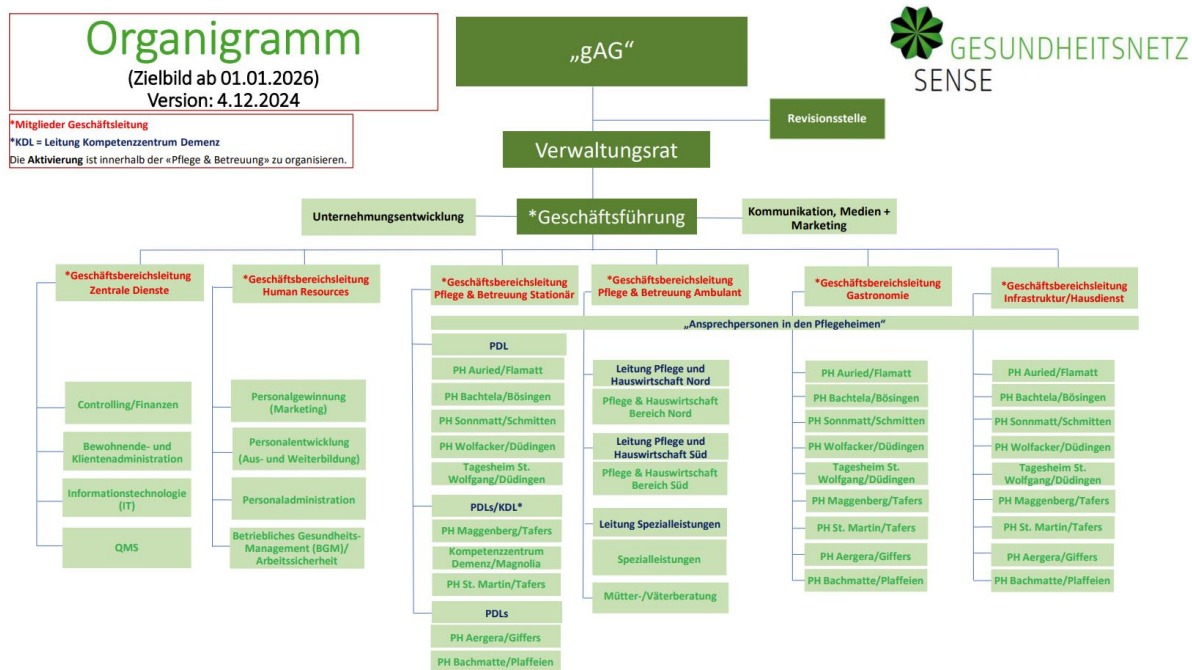 Organigramm
(Zielbild ab 01.01.2026)
Version: 4.12.2024
*Mitglieder Geschäftsleitung
*KDL = Leitung Kompetenzzentrum Demenz
Die Aktivierung ist innerhalb der «Pflege & Betreuung» zu organisieren.
„gAG“
GESUNDHEITSNETZ
SENSE
Revisionsstelle
Verwaltungsrat
Unternehmungsentwicklung
*Geschäftsführung
Kommunikation, Medien +
Marketing
*Geschäftsbereichsleitung
Zentrale Dienste
*Geschäftsbereichsleitung
Human Resources
*Geschäftsbereichsleitung
Pflege & Betreuung Stationär
*Geschäftsbereichsleitung
Pflege & Betreuung Ambulant
*Geschäftsbereichsleitung
Gastronomie
*Geschäftsbereichsleitung
Infrastruktur/Hausdienst
„Ansprechpersonen in den Pflegeheimen“
Controlling/Finanzen
Bewohnende- und
Klientenadministration
Informationstechnologie
(IT)
QMS
Personalgewinnung
(Marketing)
Personalentwicklung
(Aus- und Weiterbildung)
Personaladministration
Betriebliches Gesundheits-
Management (BGM)/
Arbeitssicherheit
PDL
PH Auried/Flamatt
PH Bachtela/Bösingen
PH Sonnmatt/Schmitten
PH Wolfacker/Düdingen
Tagesheim St.
Wolfgang/Düdingen
PDLs/KDL*
PH Maggenberg/Tafers
Kompetenzzentrum
Demenz/Magnolia
PH St. Martin/Tafers
PDLs
PH Aergera/Giffers
PH Bachmatte/Plaffeien
Leitung Pflege und
Hauswirtschaft Nord
Pflege & Hauswirtschaft
Bereich Nord
Leitung Pflege und
Hauswirtschaft Süd
Pflege & Hauswirtschaft
Bereich Süd
Leitung Spezialleistungen
Spezialleistungen
Mütter-/Väterberatung
PH Auried/Flamatt
PH Bachtela/Bösingen
PH Sonnmatt/Schmitten
PH Wolfacker/Düdingen
Tagesheim St.
Wolfgang/Düdingen
PH Maggenberg/Tafers
PH St. Martin/Tafers
PH Aergera/Giffers
PH Bachmatte/Plaffeien
PH Auried/Flamatt
PH Bachtela/Bösingen
PH Sonnmatt/Schmitten
PH Wolfacker/Düdingen
Tagesheim St.
Wolfgang/Düdingen
PH Maggenberg/Tafers
PH St. Martin/Tafers
PH Aergera/Giffers
PH Bachmatte/Plaffeien